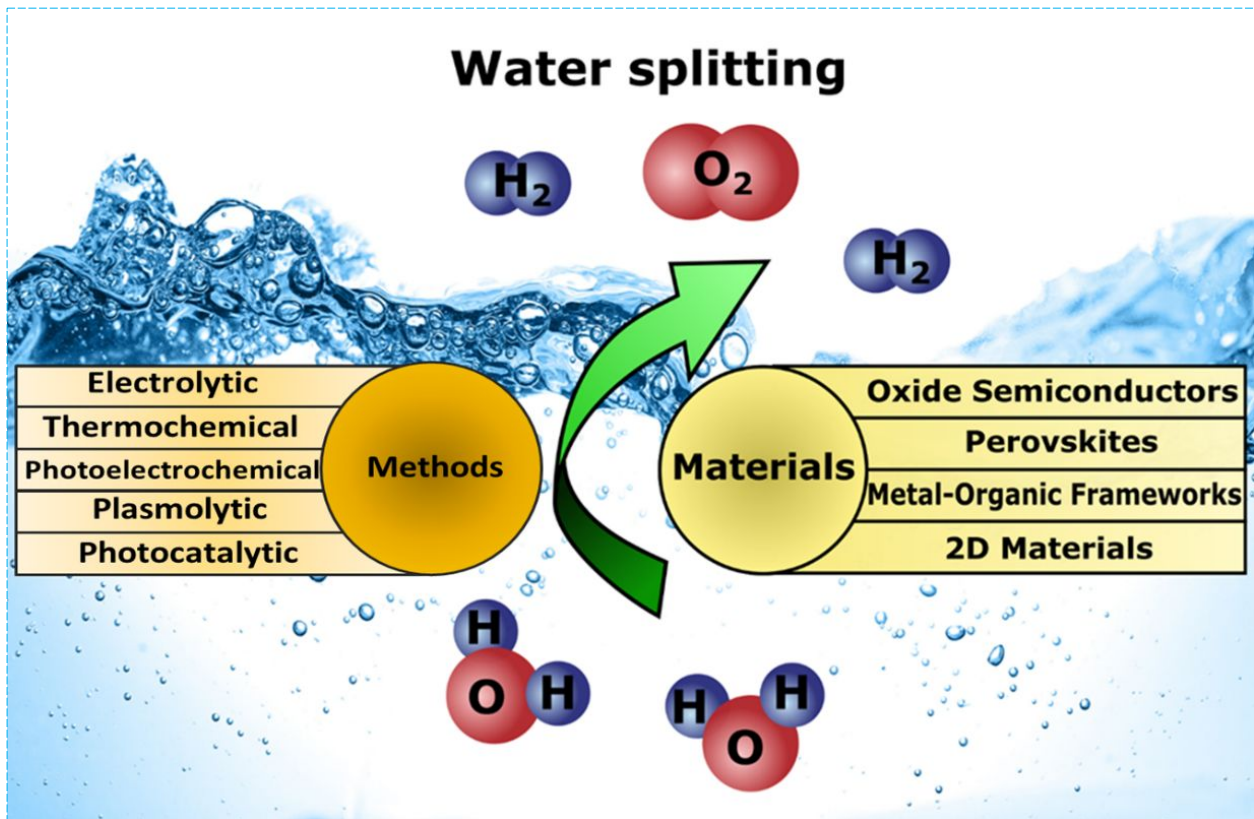 Water splitting
H2
O2
H2
Electrolytic
Thermochemical
Photoelectrochemical
Plasmolytic
Photocatalytic
Methods
Materials
Oxide Semiconductors
Perovskites
Metal-Organic Frameworks
2D Materials
H
O
H
H
H
O